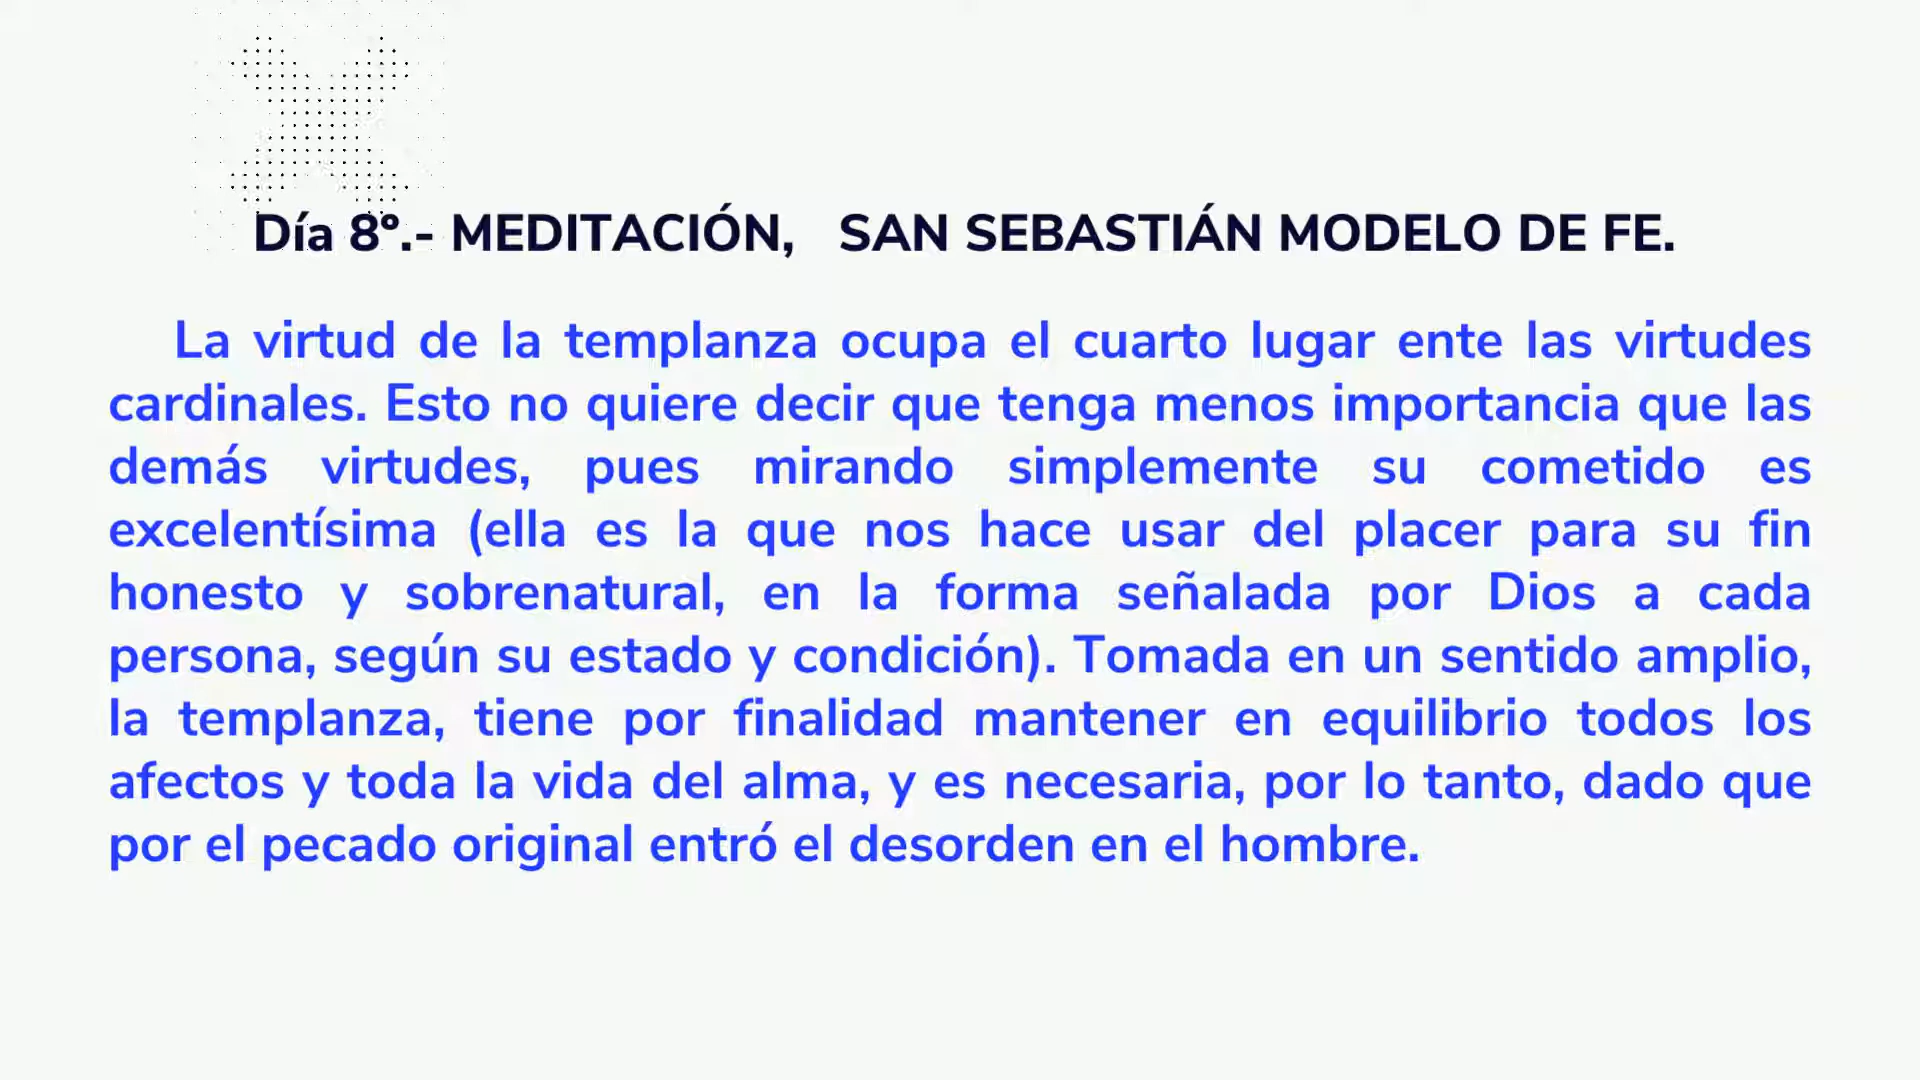 Día 8º.- MEDITACIÓN, SAN SEBASTIÁN MODELO DE FE.
La virtud de la templanza ocupa el cuarto lugar ente las virtudes
cardinales. Esto no quiere decir que tenga menos importancia que las
demás virtudes, pues mirando simplemente su cometido es
excelentísima (ella es la que nos hace usar del placer para su fin
honesto y sobrenatural, en la forma señalada por Dios a cada
persona, según su estado y condición). Tomada en un sentido amplio,
la templanza, tiene por finalidad mantener en equilibrio todos los
afectos y toda la vida del alma, y es necesaria, por lo tanto, dado que
por el pecado original entró el desorden en el hombre.